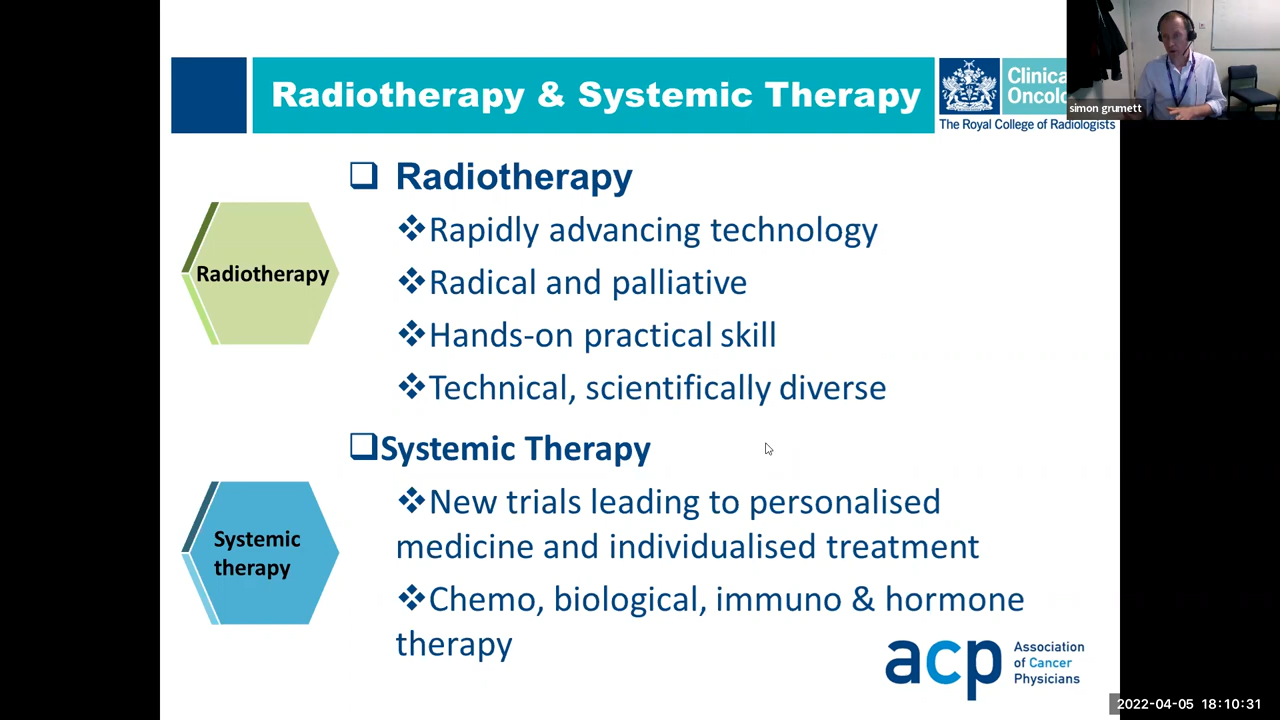 Radiotherapy & Systemic Therapy
Clinica
Oncolo
The Royal College of Radiologists
simon grumett
Radiotherapy
Rapidly advancing technology
Radical and palliative
Hands-on practical skill
Technical, scientifically diverse
Radiotherapy
Systemic Therapy
New trials leading to personalised
medicine and individualised treatment
Chemo, biological, immuno & hormone
therapy
Systemic
therapy
acp
Association
of Cancer
Physicians
2022-04-05 18:10:31